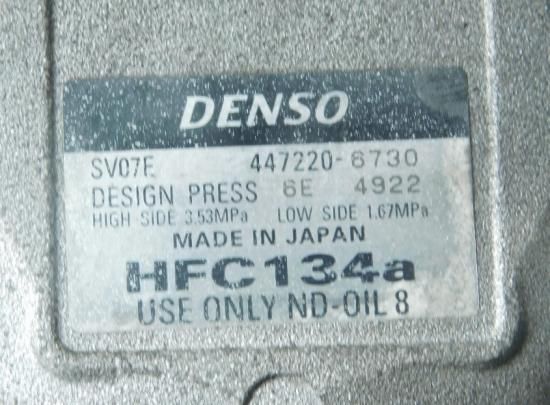 DENSO
SV07E 447220-6730
DESIGN PRESS 6E 4922
HIGH SIDE 3.53MPa LOW SIDE 1.67MPa
MADE IN JAPAN
HFC134a
USE ONLY ND-OIL 8